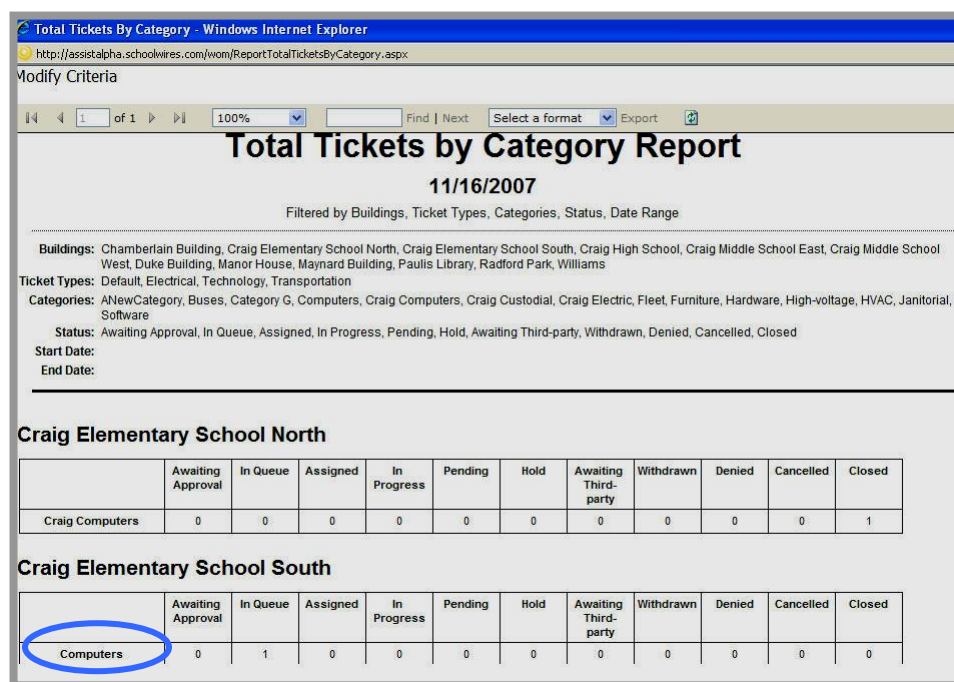 Total Tickets By Category - Windows Internet Explorer
http://assistalpha.schoolwires.com/wom/ReportTotalTicketsByCategory.aspx
Modify Criteria
1 of 1 100% Find | Next Select a format Export
Total Tickets by Category Report
11/16/2007
Filtered by Buildings, Ticket Types, Categories, Status, Date Range
Buildings: Chamberlain Building, Craig Elementary School North, Craig Elementary School South, Craig High School, Craig Middle School East, Craig Middle School
West, Duke Building, Manor House, Maynard Building, Paulis Library, Radford Park, Williams
Ticket Types: Default, Electrical, Technology, Transportation
Categories: ANewCategory, Buses, Category G, Computers, Craig Computers, Craig Custodial, Craig Electric, Fleet, Furniture, Hardware, High-voltage, HVAC, Janitorial,
Software
Status: Awaiting Approval, In Queue, Assigned, In Progress, Pending, Hold, Awaiting Third-party, Withdrawn, Denied, Cancelled, Closed
Start Date:
End Date:
Craig Elementary School North
Awaiting Approval In Queue Assigned In Progress Pending Hold Awaiting Third-party Withdrawn Denied Cancelled Closed
Craig Computers 0 0 0 0 0 0 0 0 0 0 1
Craig Elementary School South
Awaiting Approval In Queue Assigned In Progress Pending Hold Awaiting Third-party Withdrawn Denied Cancelled Closed
Computers 0 1 0 0 0 0 0 0 0 0 0